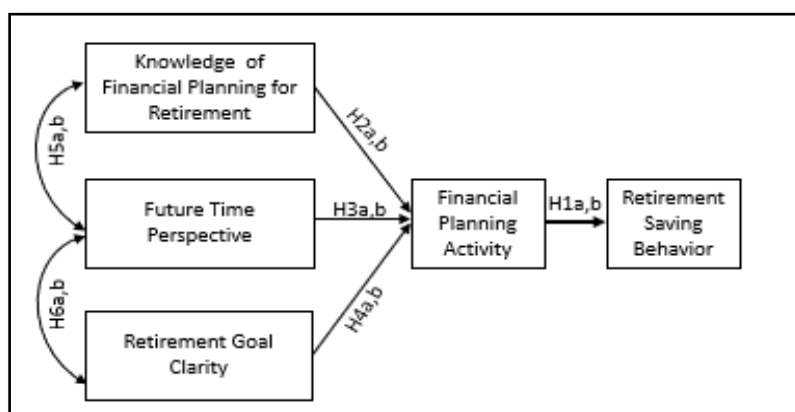 Knowledge of
Financial Planning for
Retirement
H5a,b
H2a,b
Future Time
Perspective
H3a,b
Financial
Planning
Activity
H1a,b
Retirement
Saving
Behavior
H6a,b
H4a,b
Retirement Goal
Clarity